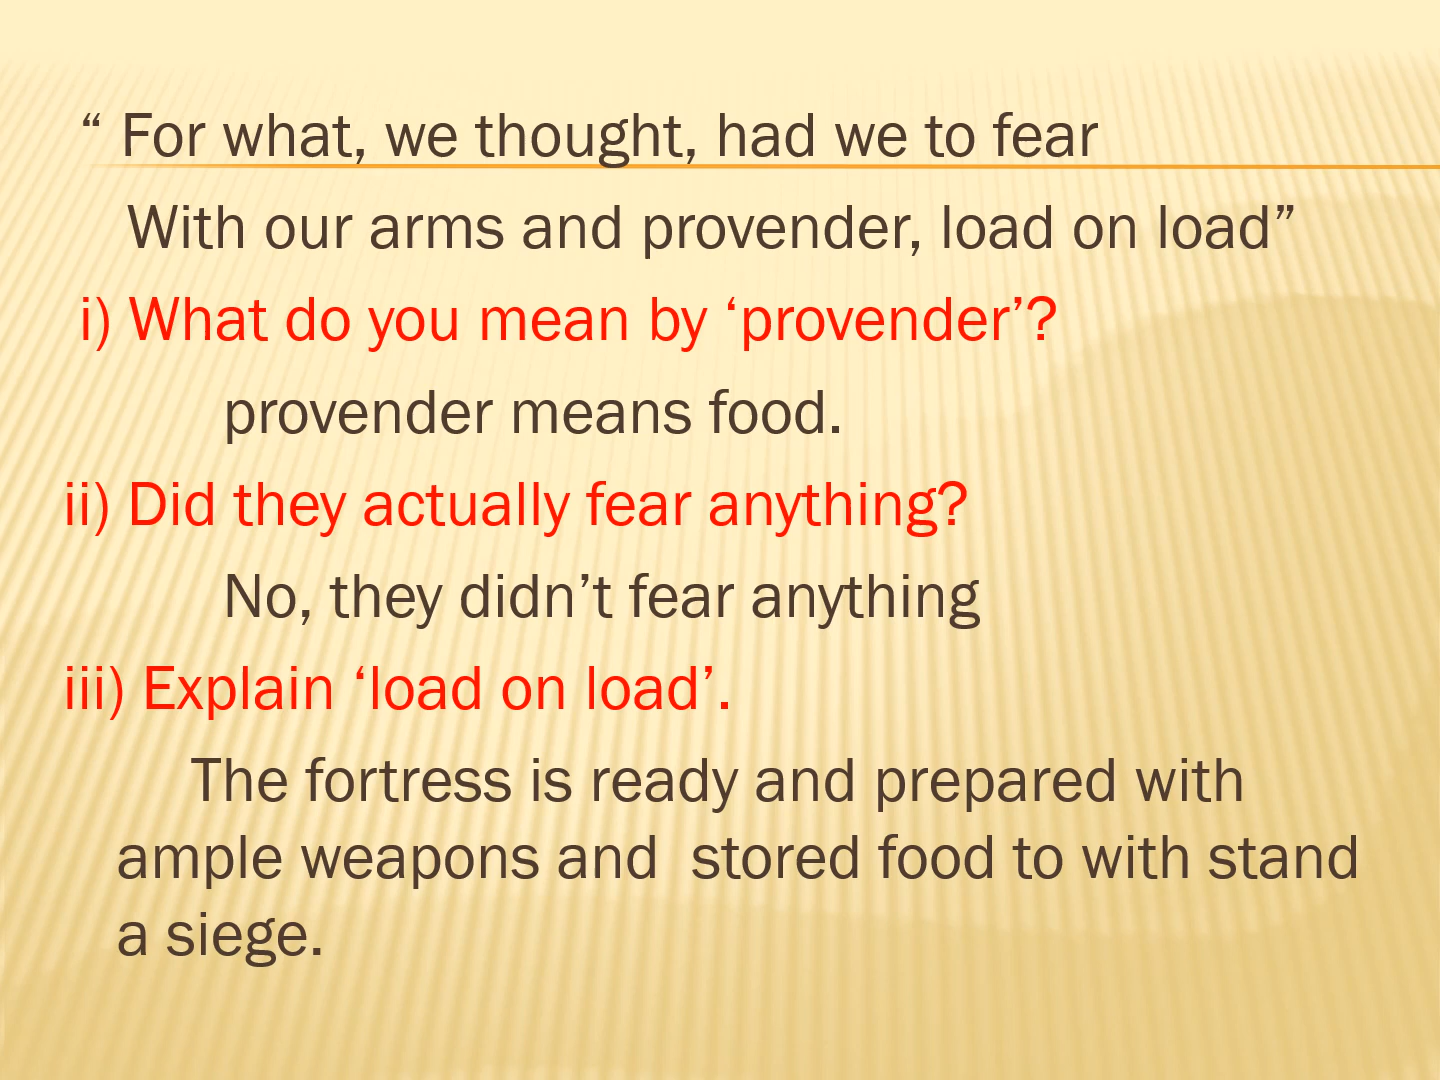 “ For what, we thought, had we to fear
With our arms and provender, load on load”
i) What do you mean by ‘provender’?
provender means food.
ii) Did they actually fear anything?
No, they didn’t fear anything
iii) Explain ‘load on load’.
The fortress is ready and prepared with
ample weapons and  stored food to with stand
a siege.